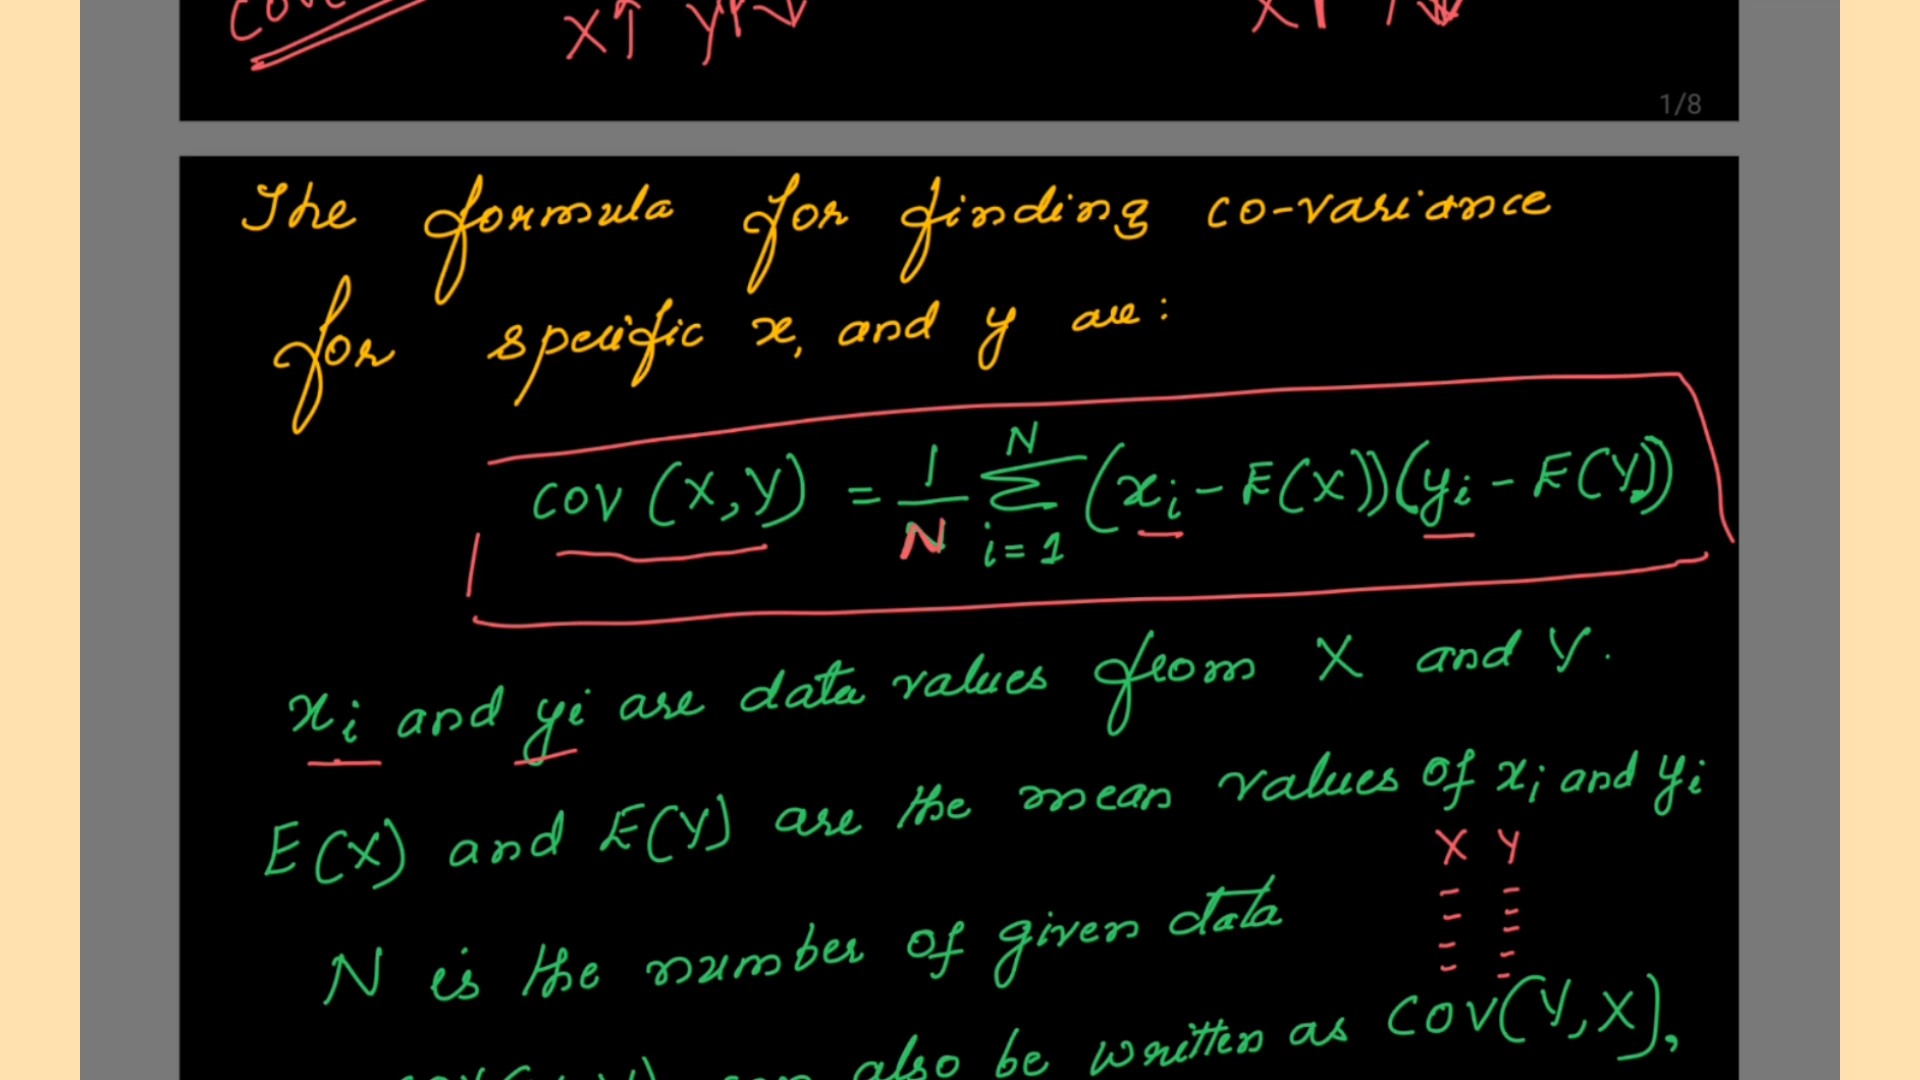 X↑ Y↑↓
1/8
The formula for finding co-variance
for specific x, and y are:
cov (X,Y) = 1/N N Σ i=1 (xi - E(X))(yi - E(Y))
xi and yi are data values from X and Y.
E(X) and E(Y) are the mean values of xi and yi
X Y
N is the number of given data
also be written as COV(Y,X),